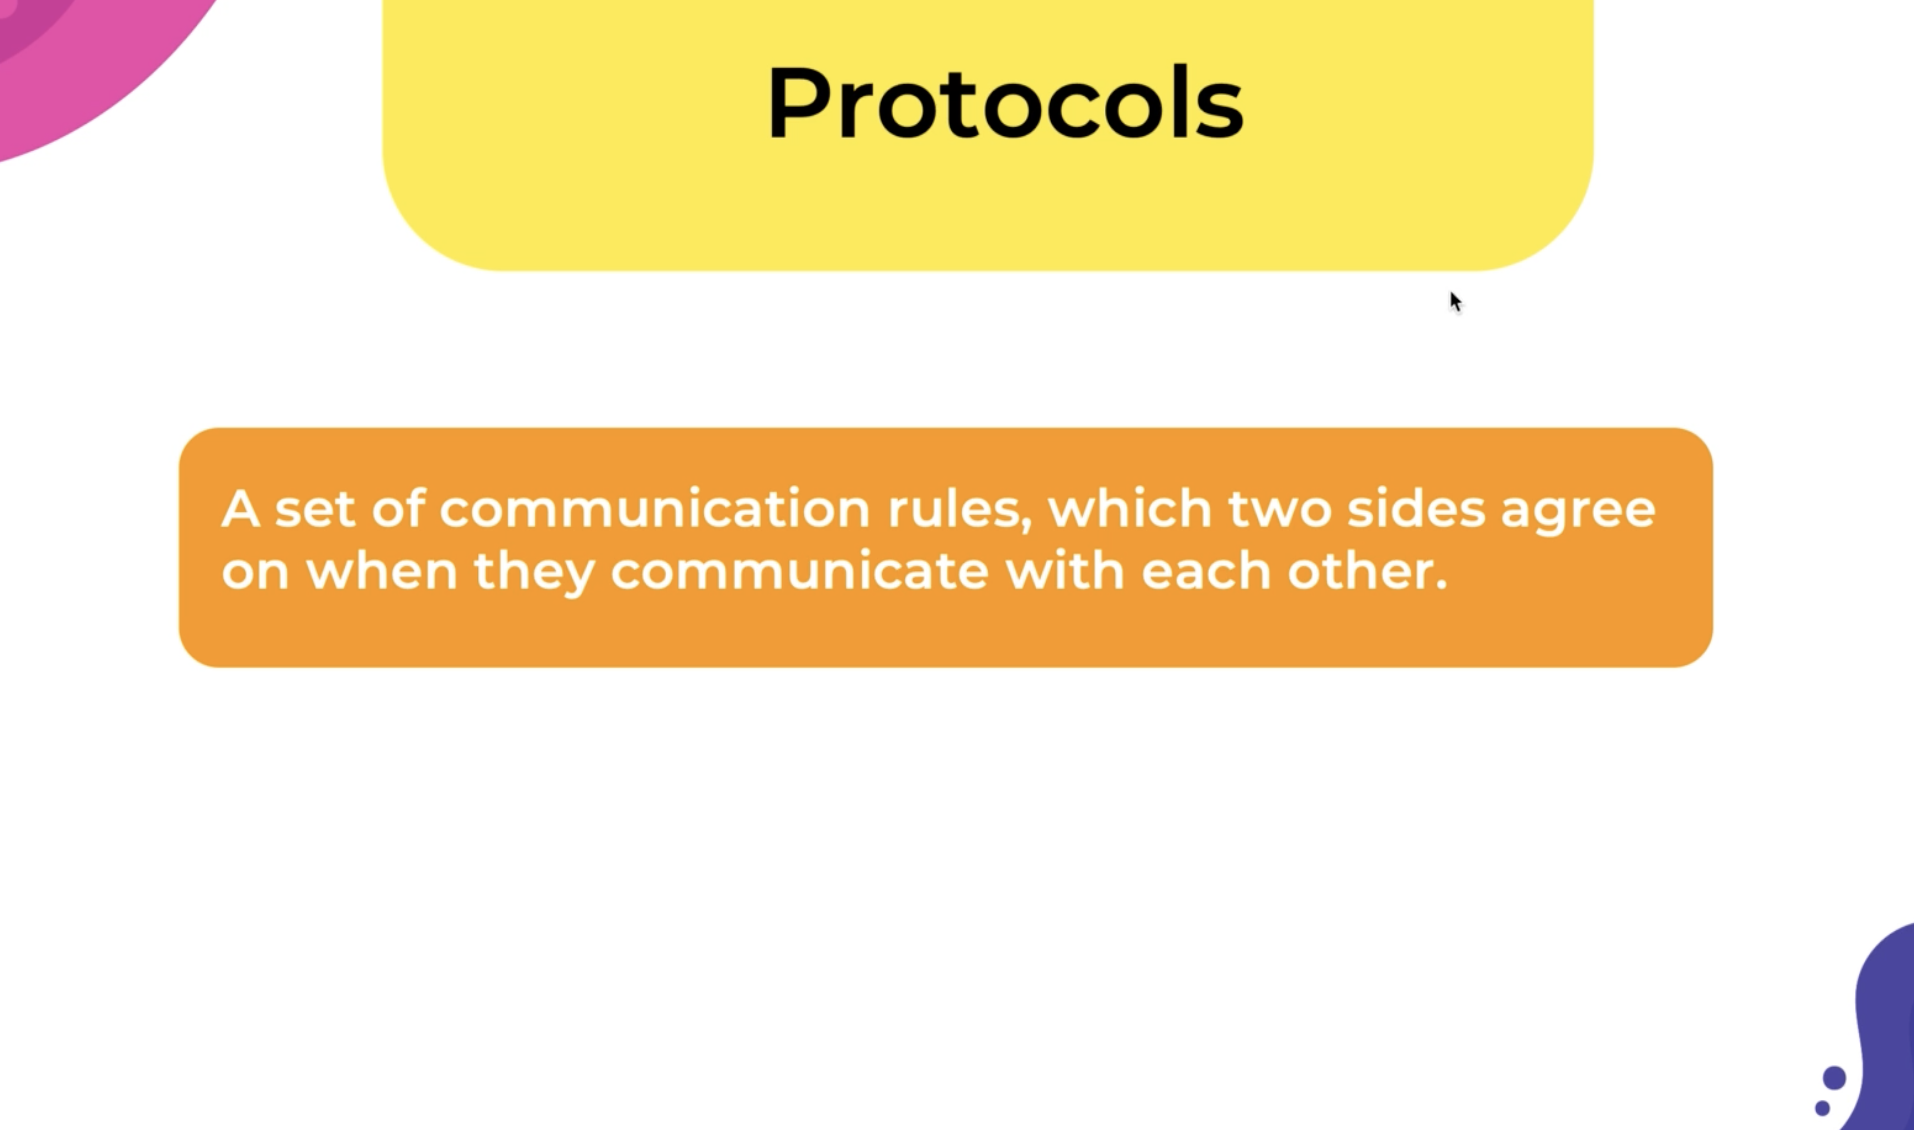 Protocols
A set of communication rules, which two sides agree
on when they communicate with each other.